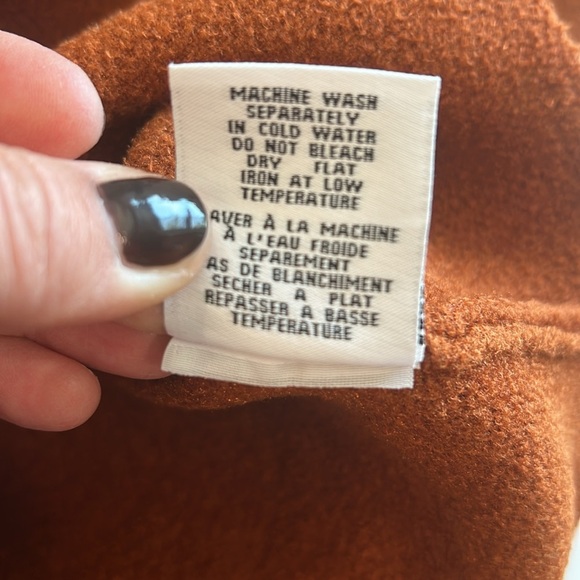 MACHINE WASH
SEPARATELY
IN COLD WATER
DO NOT BLEACH
DRY FLAT
IRON AT LOW
TEMPERATURE
AVER À LA MACHINE
À L'EAU FROIDE
SEPAREMENT
AS DE BLANCHIMENT
SECHER A PLAT
REPASSER A BASSE
TEMPERATURE